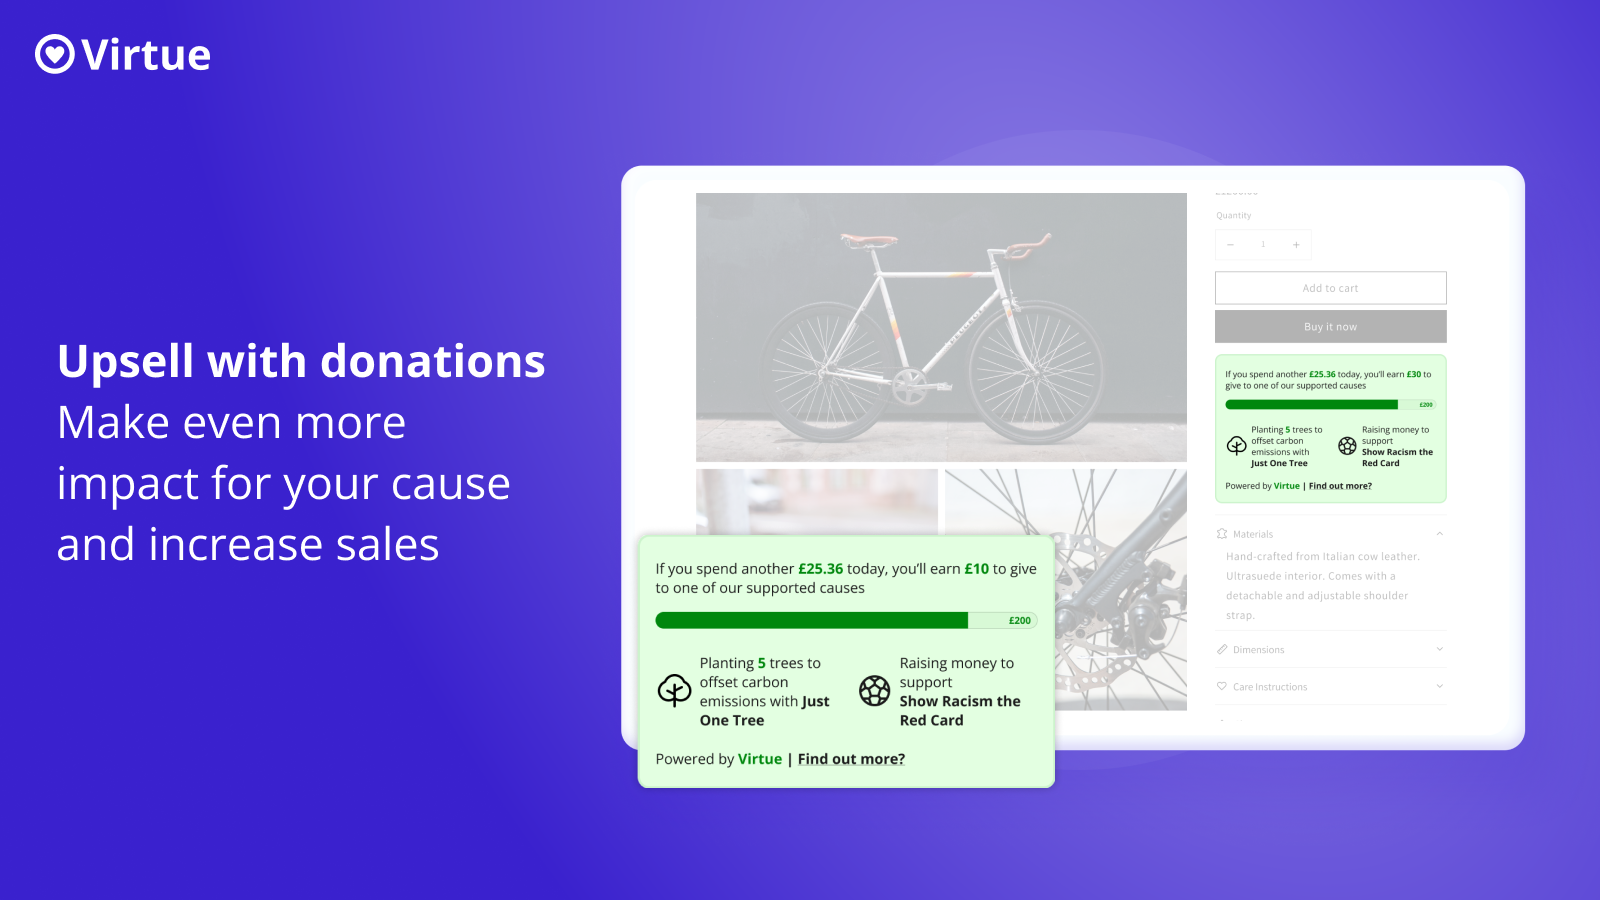 Virtue
Upsell with donations
Make even more
impact for your cause
and increase sales
Quantity
− 1 +
Add to cart
Buy it now
If you spend another £25.36 today, you'll earn £30 to
give to one of our supported causes
£200
Planting 5 trees to
offset carbon
emissions with
Just One Tree
Raising money to
support
Show Racism the
Red Card
Powered by Virtue | Find out more?
Materials
Hand-crafted from Italian cow leather.
Ultrasuede interior. Comes with a
detachable and adjustable shoulder
strap.
Dimensions
Care Instructions
If you spend another £25.36 today, you'll earn £10 to give
to one of our supported causes
£200
Planting 5 trees to
offset carbon
emissions with Just
One Tree
Raising money to
support
Show Racism the
Red Card
Powered by Virtue | Find out more?